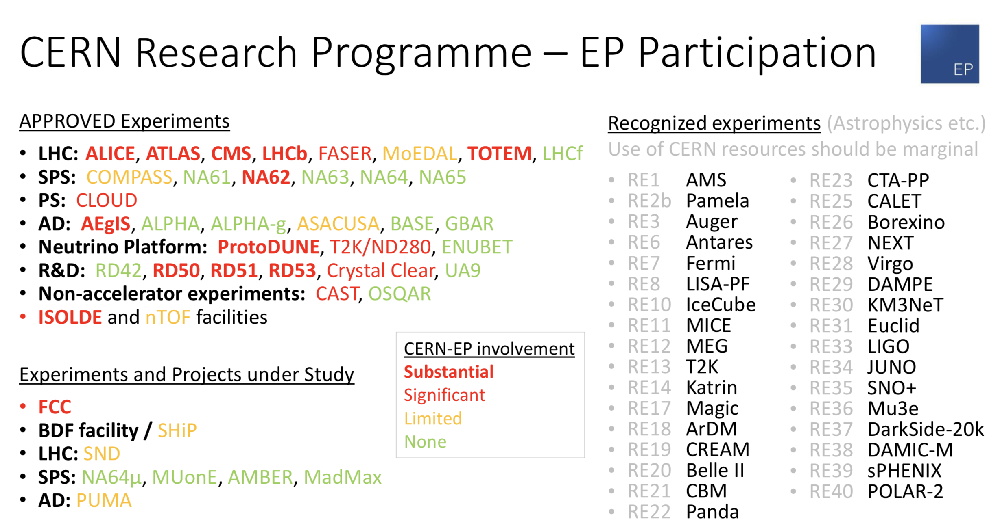 CERN Research Programme – EP Participation
EP
APPROVED Experiments
• LHC: ALICE, ATLAS, CMS, LHCb, FASER, MoEDAL, TOTEM, LHCf
• SPS: COMPASS, NA61, NA62, NA63, NA64, NA65
• PS: CLOUD
• AD: AEgIS, ALPHA, ALPHA-g, ASACUSA, BASE, GBAR
• Neutrino Platform: ProtoDUNE, T2K/ND280, ENUBET
• R&D: RD42, RD50, RD51, RD53, Crystal Clear, UA9
• Non-accelerator experiments: CAST, OSQAR
• ISOLDE and nTOF facilities
Experiments and Projects under Study
• FCC
• BDF facility / SHiP
• LHC: SND
• SPS: NA64µ, MUonE, AMBER, MadMax
• AD: PUMA
CERN-EP involvement
Substantial
Significant
Limited
None
Recognized experiments (Astrophysics etc.)
Use of CERN resources should be marginal
• RE1 AMS
• RE2b Pamela
• RE3 Auger
• RE6 Antares
• RE7 Fermi
• RE8 LISA-PF
• RE10 IceCube
• RE11 MICE
• RE12 MEG
• RE13 T2K
• RE14 Katrin
• RE17 Magic
• RE18 ArDM
• RE19 CREAM
• RE20 Belle II
• RE21 CBM
• RE22 Panda
• RE23 CTA-PP
• RE25 CALET
• RE26 Borexino
• RE27 NEXT
• RE28 Virgo
• RE29 DAMPE
• RE30 KM3NeT
• RE31 Euclid
• RE33 LIGO
• RE34 JUNO
• RE35 SNO+
• RE36 Mu3e
• RE37 DarkSide-20k
• RE38 DAMIC-M
• RE39 sPHENIX
• RE40 POLAR-2